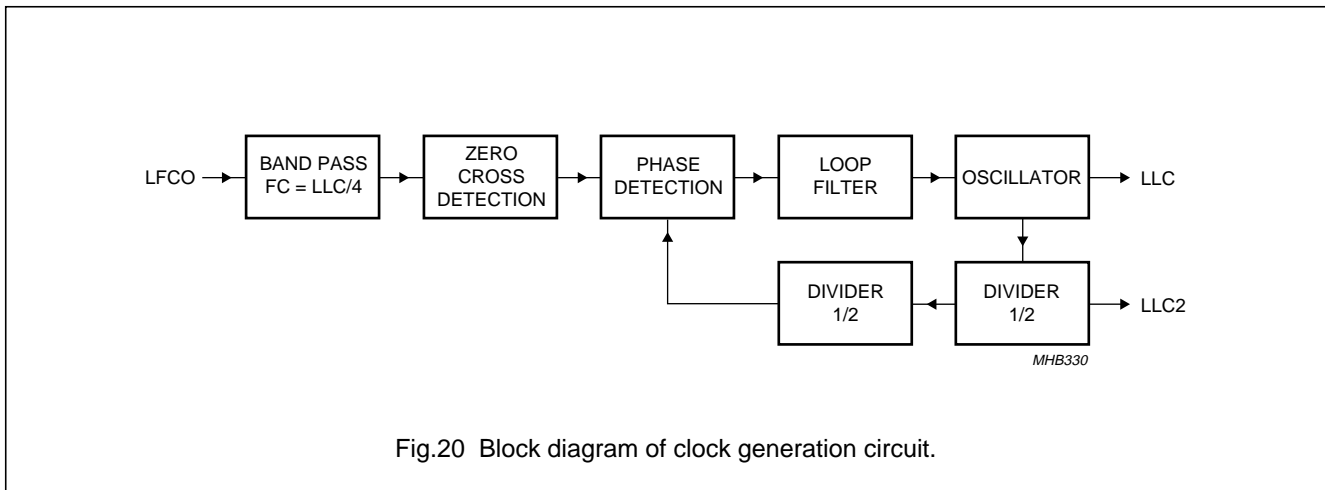 LFCO
BAND PASS
FC = LLC/4
ZERO
CROSS
DETECTION
PHASE
DETECTION
LOOP
FILTER
OSCILLATOR
LLC
DIVIDER
1/2
DIVIDER
1/2
LLC2
MHB330
Fig.20 Block diagram of clock generation circuit.